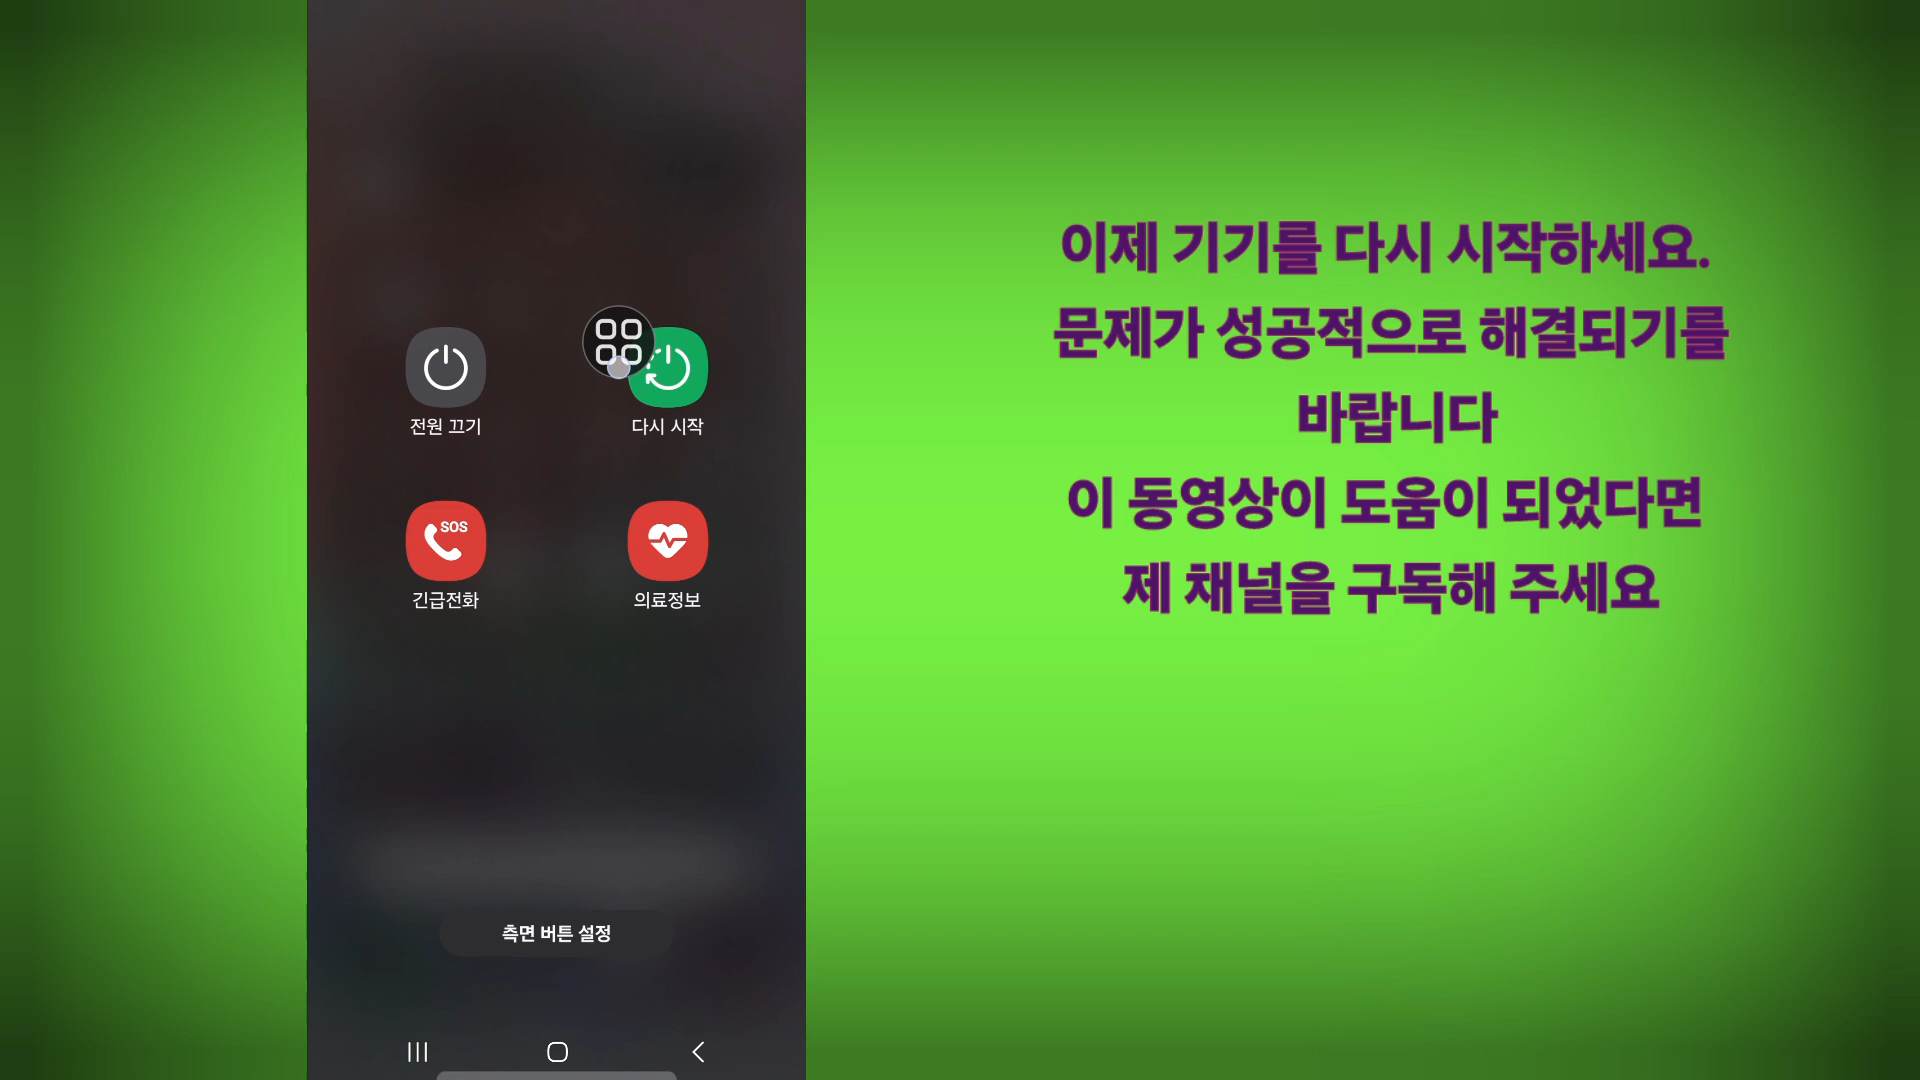 전원 끄기
다시 시작
SOS
긴급전화
의료정보
측면 버튼 설정
이제 기기를 다시 시작하세요.
문제가 성공적으로 해결되기를
바랍니다
이 동영상이 도움이 되었다면
제 채널을 구독해 주세요